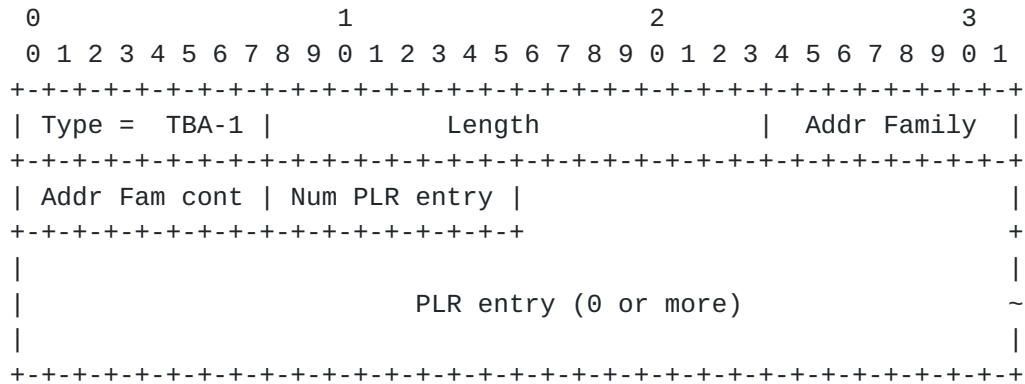 0                   1                   2                   3
 0 1 2 3 4 5 6 7 8 9 0 1 2 3 4 5 6 7 8 9 0 1 2 3 4 5 6 7 8 9 0 1
+-+-+-+-+-+-+-+-+-+-+-+-+-+-+-+-+-+-+-+-+-+-+-+-+-+-+-+-+-+-+-+-+
| Type =  TBA-1 |           Length              |  Addr Family  |
+-+-+-+-+-+-+-+-+-+-+-+-+-+-+-+-+-+-+-+-+-+-+-+-+-+-+-+-+-+-+-+-+
| Addr Fam cont | Num PLR entry |                               |
+-+-+-+-+-+-+-+-+-+-+-+-+-+-+-+-+                               +
|                                                               |
|                         PLR entry (0 or more)                 ~
|                                                               |
+-+-+-+-+-+-+-+-+-+-+-+-+-+-+-+-+-+-+-+-+-+-+-+-+-+-+-+-+-+-+-+-+